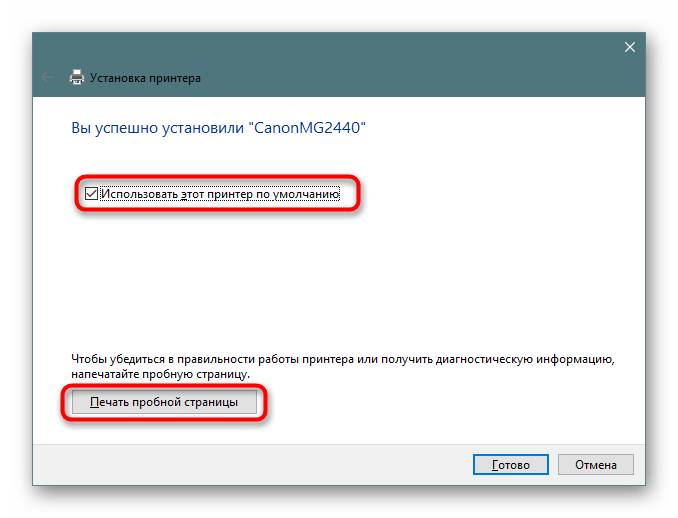 Установка принтера
Вы успешно установили "CanonMG2440"
Использовать этот принтер по умолчанию
Чтобы убедиться в правильности работы принтера или получить диагностическую информацию,
напечатайте пробную страницу.
Печать пробной страницы
Готово
Отмена